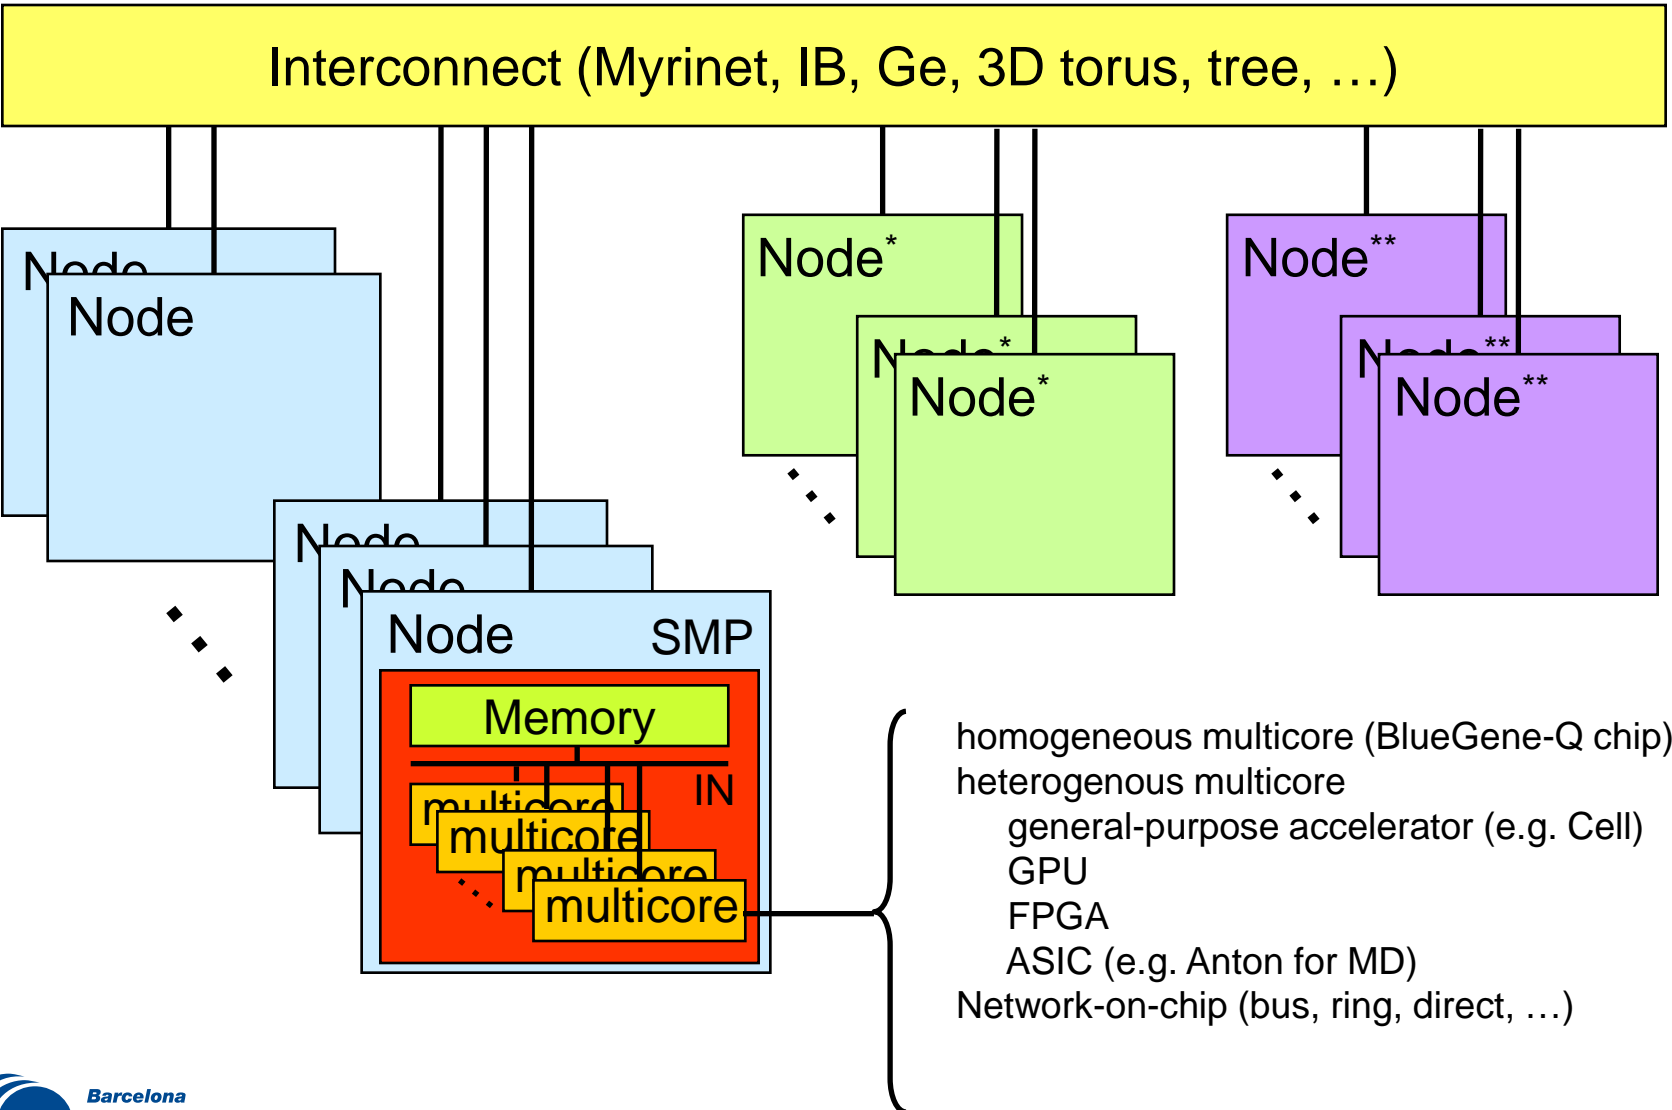 Interconnect (Myrinet, IB, Ge, 3D torus, tree, …)
Node
Node
Node*
Node*
Node*
Node**
Node**
Node**
Node
Node
Node SMP
Memory
IN
multicore
multicore
multicore
multicore
homogeneous multicore (BlueGene-Q chip)
heterogenous multicore
general-purpose accelerator (e.g. Cell)
GPU
FPGA
ASIC (e.g. Anton for MD)
Network-on-chip (bus, ring, direct, …)
Barcelona